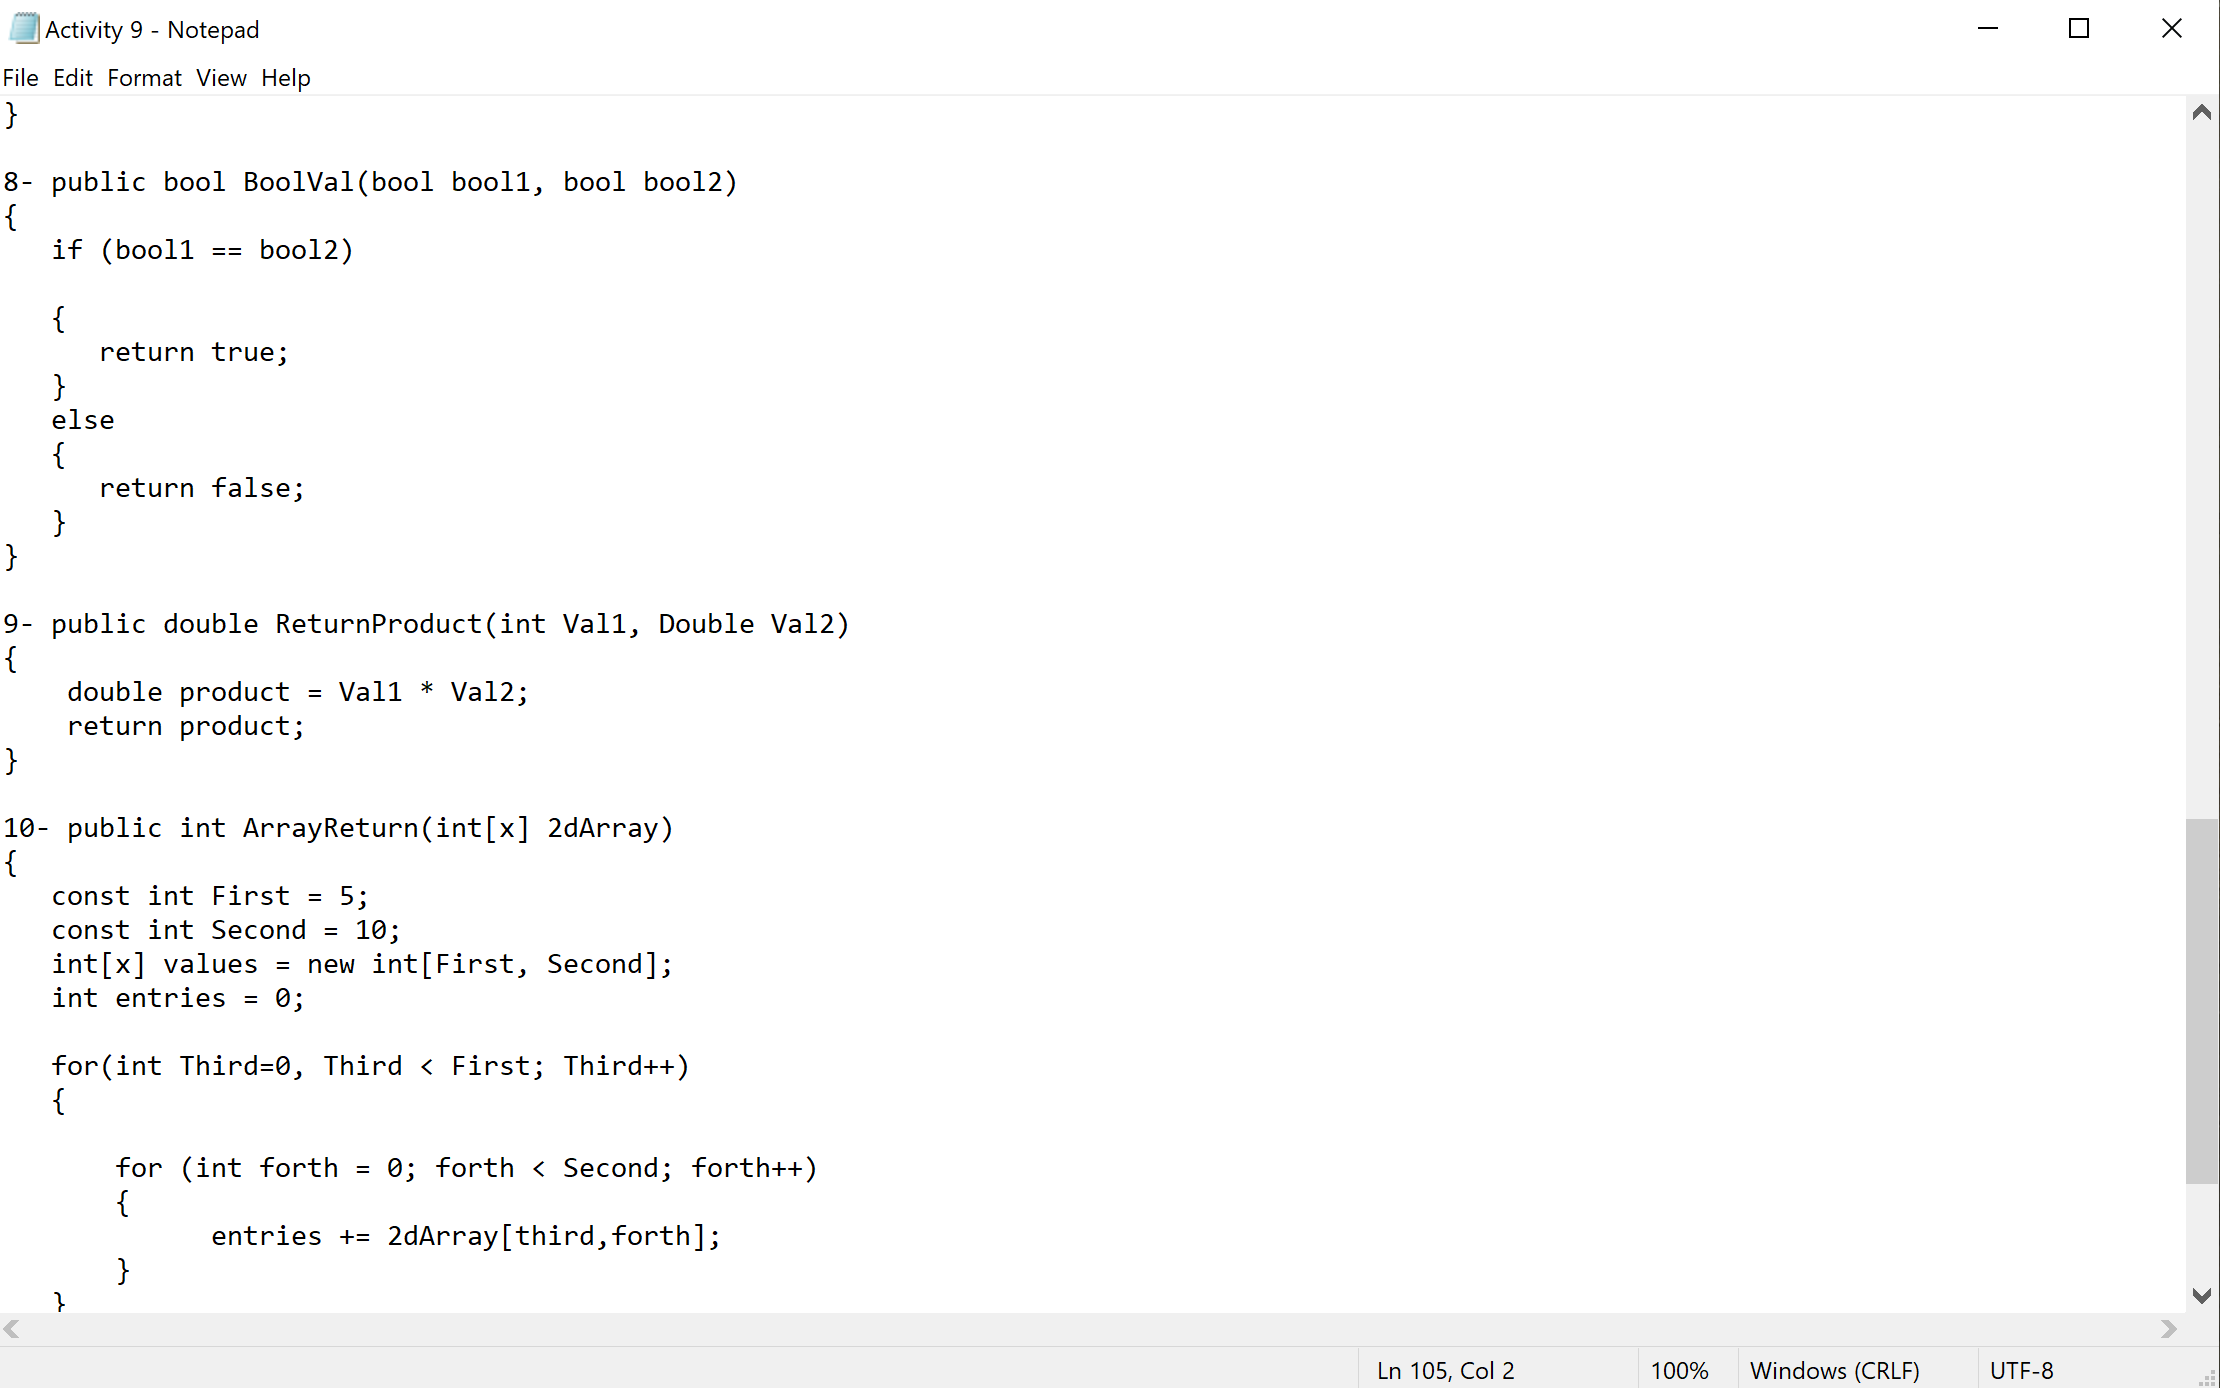 Activity 9 - Notepad
File Edit Format View Help
}
8- public bool BoolVal(bool bool1, bool bool2)
{
if (bool1 == bool2)
{
return true;
}
else
{
return false;
}
}
9- public double ReturnProduct(int Val1, Double Val2)
{
double product = Val1 * Val2;
return product;
}
10- public int ArrayReturn(int[x] 2dArray)
{
const int First = 5;
const int Second = 10;
int[x] values = new int[First, Second];
int entries = 0;
for(int Third=0, Third < First; Third++)
{
for (int forth = 0; forth < Second; forth++)
{
entries += 2dArray[third,forth];
}
}
Ln 105, Col 2 100% Windows (CRLF) UTF-8